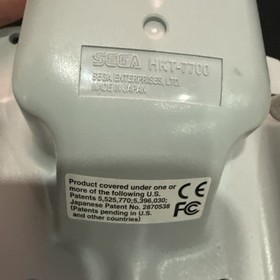 SEGA HKT-7700
SEGA ENTERPRISES, LTD.
MADE IN JAPAN
Product covered under one or
more of the following U.S.
Patents 5,525,770; 5,396,030;
Japanese Patent No. 2870538
(Patents pending in U.S.
and other countries)
CE
FC